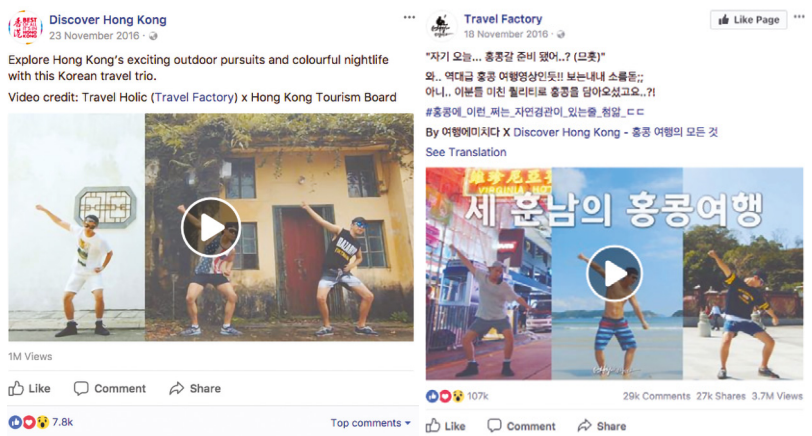 Discover Hong Kong
23 November 2016 ·
Explore Hong Kong's exciting outdoor pursuits and colourful nightlife
with this Korean travel trio.
Video credit: Travel Holic (Travel Factory) x Hong Kong Tourism Board
1M Views
Like Comment Share
7.8k Top comments
Travel Factory
18 November 2016 ·
Like Page
"자기 오늘... 홍콩갈 준비 됐어..? (므흣)"
와.. 역대급 홍콩 여행영상인듯!! 보는내내 소름돋;;
아니.. 이분들 미친 퀄리티로 홍콩을 담아오셨고요..?!
#홍콩에_이런_쩌는_자연경관이_있는줄_첨앎_ㄷㄷ
By 여행에미치다 X Discover Hong Kong - 홍콩 여행의 모든 것
See Translation
維珍尼亞
VIRGINIA
세 훈남의 홍콩여행
107k 29k Comments 27k Shares 3.7M Views
Like Comment Share